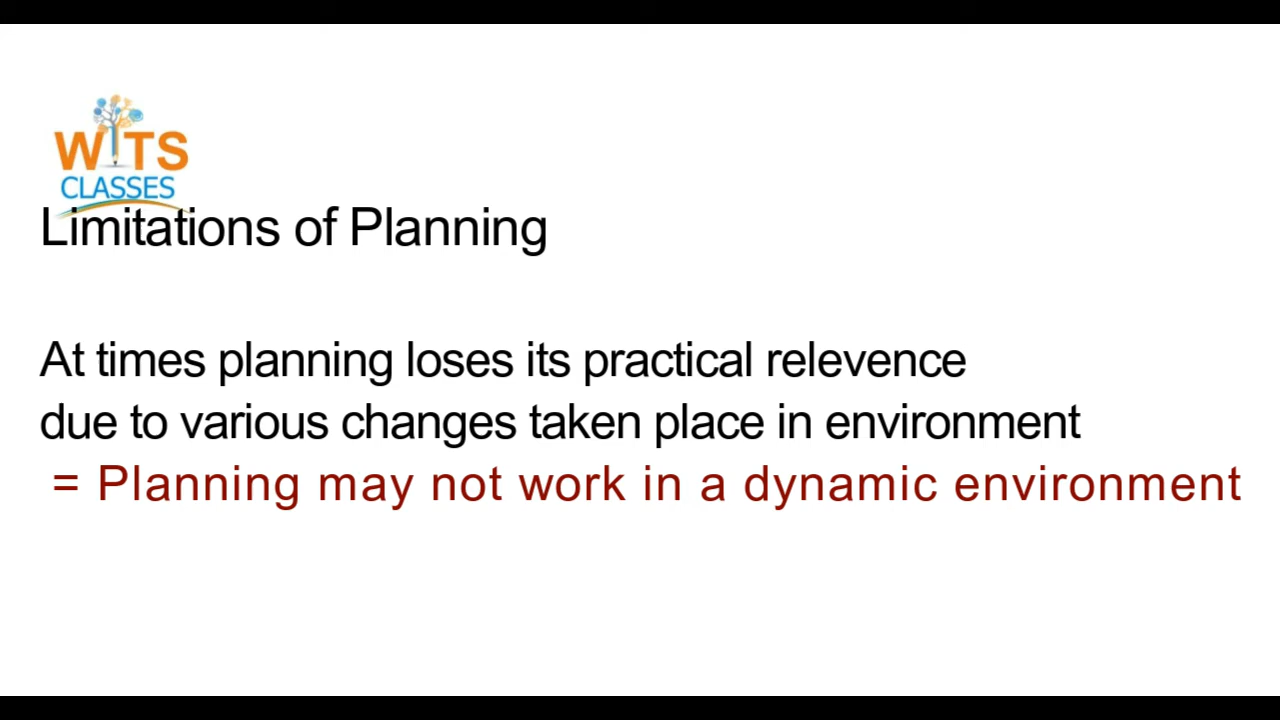 WITS
CLASSES
Limitations of Planning
At times planning loses its practical relevence
due to various changes taken place in environment
= Planning may not work in a dynamic environment